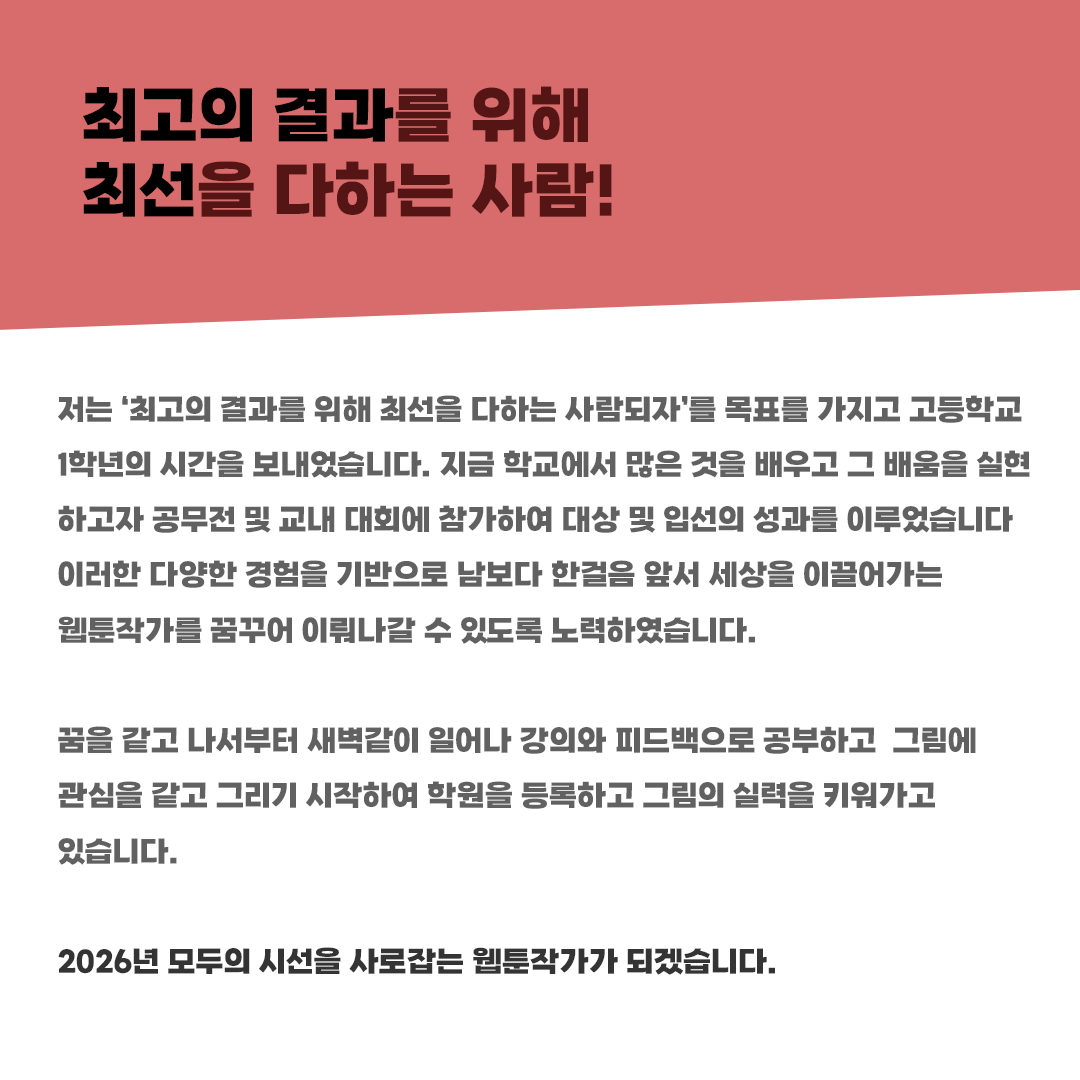 최고의 결과를 위해
최선을 다하는 사람!
저는 ‘최고의 결과를 위해 최선을 다하는 사람되자’를 목표를 가지고 고등학교
1학년의 시간을 보내었습니다. 지금 학교에서 많은 것을 배우고 그 배움을 실현
하고자 공무전 및 교내 대회에 참가하여 대상 및 입선의 성과를 이루었습니다
이러한 다양한 경험을 기반으로 남보다 한걸음 앞서 세상을 이끌어가는
웹툰작가를 꿈꾸어 이뤄나갈 수 있도록 노력하였습니다.
꿈을 같고 나서부터 새벽같이 일어나 강의와 피드백으로 공부하고  그림에
관심을 같고 그리기 시작하여 학원을 등록하고 그림의 실력을 키워가고
있습니다.
2026년 모두의 시선을 사로잡는 웹툰작가가 되겠습니다.